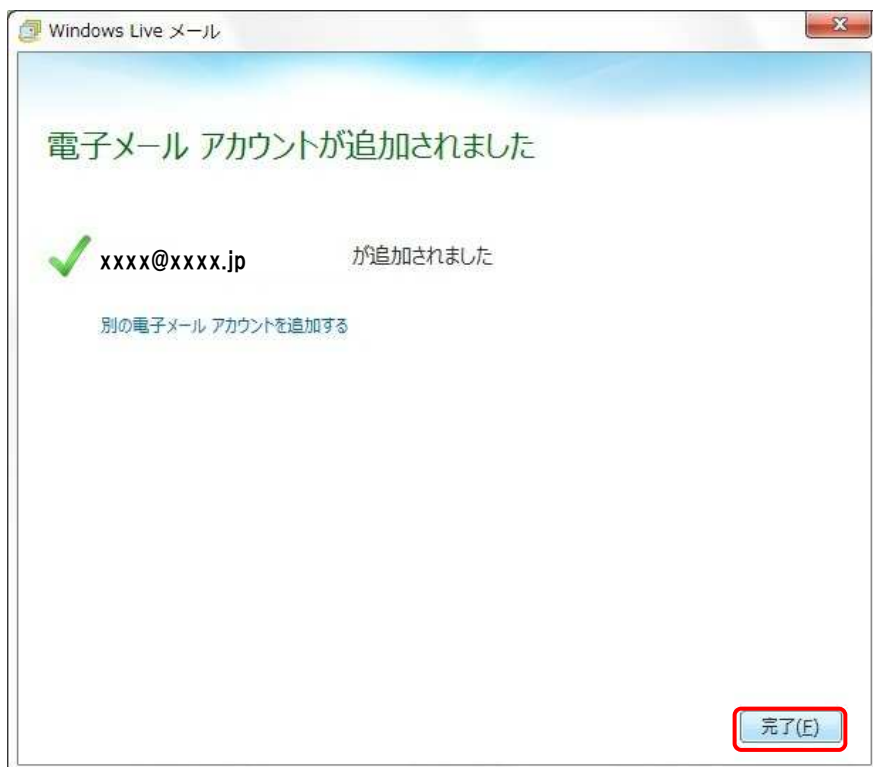 Windows Live メール
電子メール アカウントが追加されました
xxxx@xxxx.jp が追加されました
別の電子メール アカウントを追加する
完了(F)